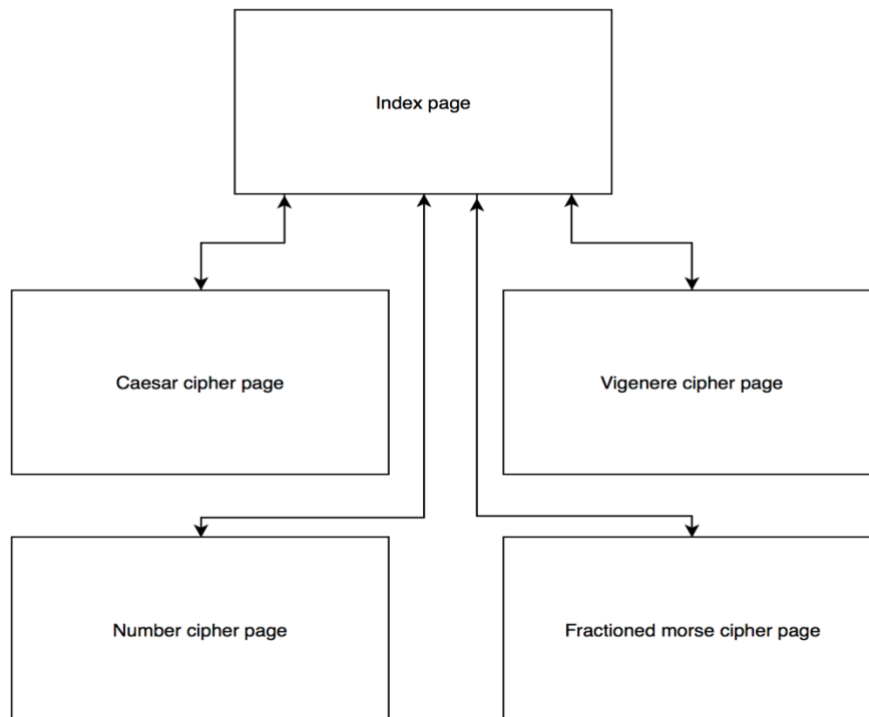 Index page
Caesar cipher page
Vigenere cipher page
Number cipher page
Fractioned morse cipher page